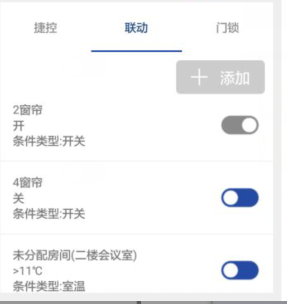 捷控 联动 门锁
添加
2窗帘
开
条件类型:开关
4窗帘
关
条件类型:开关
未分配房间(二楼会议室)
>11℃
条件类型:室温